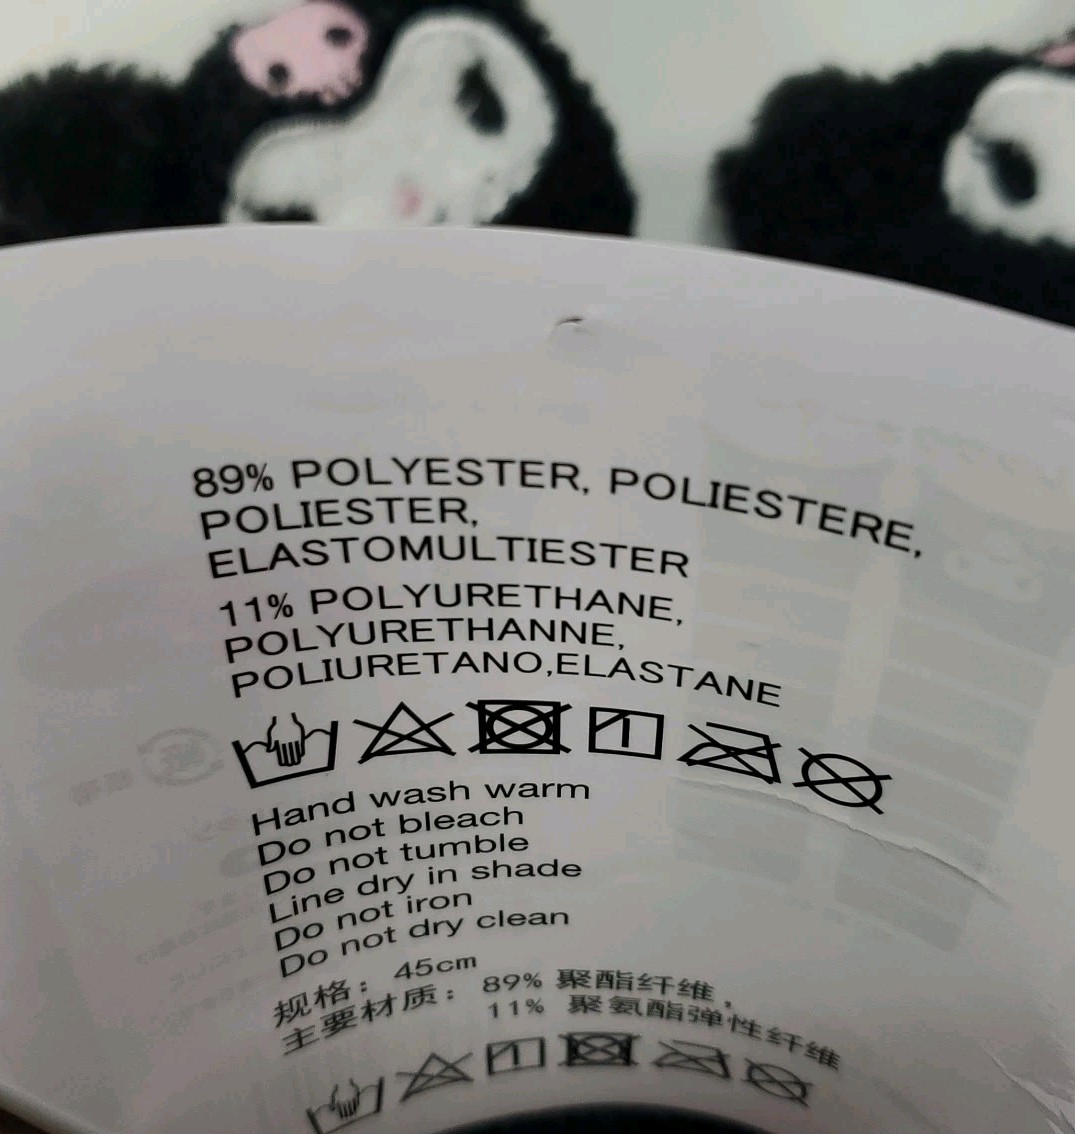 89% POLYESTER, POLIESTERE,
POLIESTER,
ELASTOMULTIESTER
11% POLYURETHANE,
POLYURETHANNE,
POLIURETANO,ELASTANE
Hand wash warm
Do not bleach
Do not tumble
Line dry in shade
Do not iron
Do not dry clean
规格：45cm
主要材质：89% 聚酯纤维，
11% 聚氨酯弹性纤维